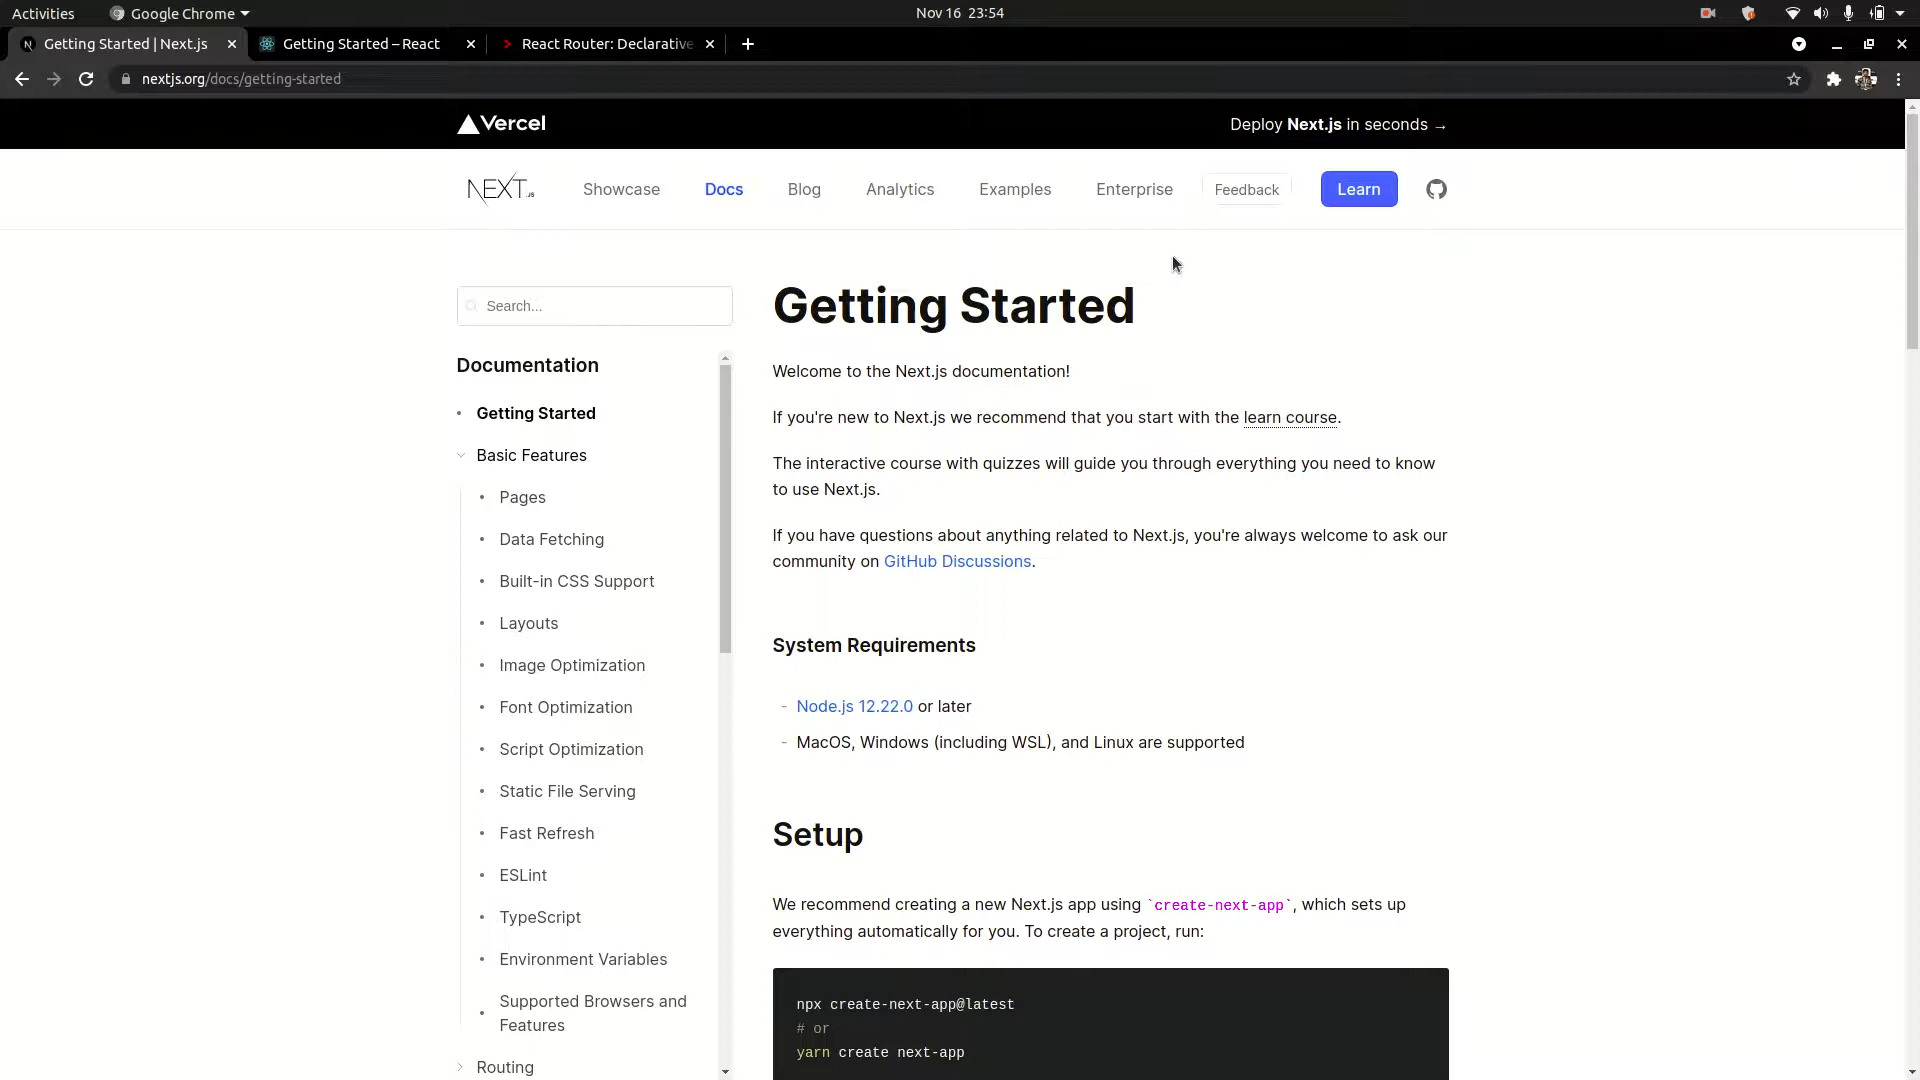 Activities
Google Chrome
Nov 16 23:54
Getting Started | Next.js
Getting Started – React
React Router: Declarative
nextjs.org/docs/getting-started
Vercel
Deploy Next.js in seconds →
NEXT.JS
Showcase
Docs
Blog
Analytics
Examples
Enterprise
Feedback
Learn
Search...
Documentation
Getting Started
Basic Features
Pages
Data Fetching
Built-in CSS Support
Layouts
Image Optimization
Font Optimization
Script Optimization
Static File Serving
Fast Refresh
ESLint
TypeScript
Environment Variables
Supported Browsers and
Features
Routing
Getting Started
Welcome to the Next.js documentation!
If you're new to Next.js we recommend that you start with the learn course.
The interactive course with quizzes will guide you through everything you need to know
to use Next.js.
If you have questions about anything related to Next.js, you're always welcome to ask our
community on GitHub Discussions.
System Requirements
- Node.js 12.22.0 or later
- MacOS, Windows (including WSL), and Linux are supported
Setup
We recommend creating a new Next.js app using `create-next-app`, which sets up
everything automatically for you. To create a project, run:
npx create-next-app@latest
# or
yarn create next-app